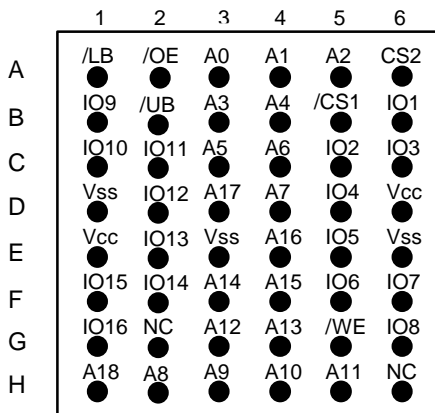 1 2 3 4 5 6
A /LB /OE A0 A1 A2 CS2
B IO9 /UB A3 A4 /CS1 IO1
C IO10 IO11 A5 A6 IO2 IO3
D Vss IO12 A17 A7 IO4 Vcc
E Vcc IO13 Vss A16 IO5 Vss
F IO15 IO14 A14 A15 IO6 IO7
G IO16 NC A12 A13 /WE IO8
H A18 A8 A9 A10 A11 NC